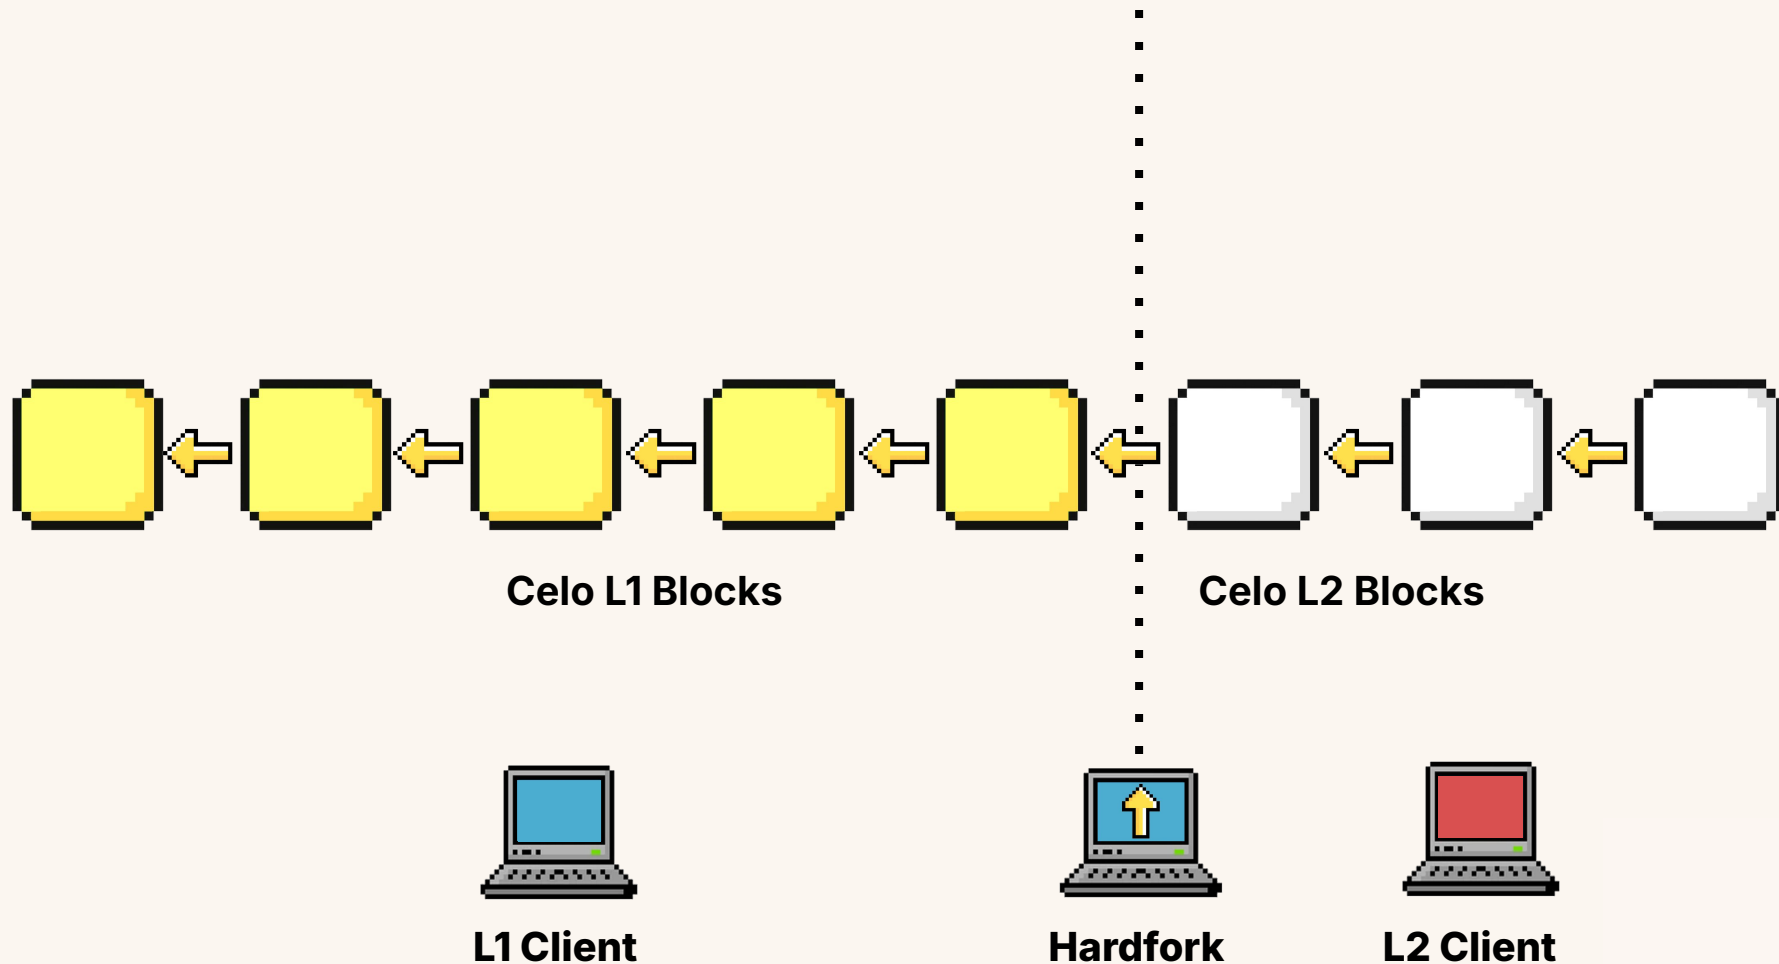 Celo L1 Blocks
Celo L2 Blocks
L1 Client
Hardfork
L2 Client